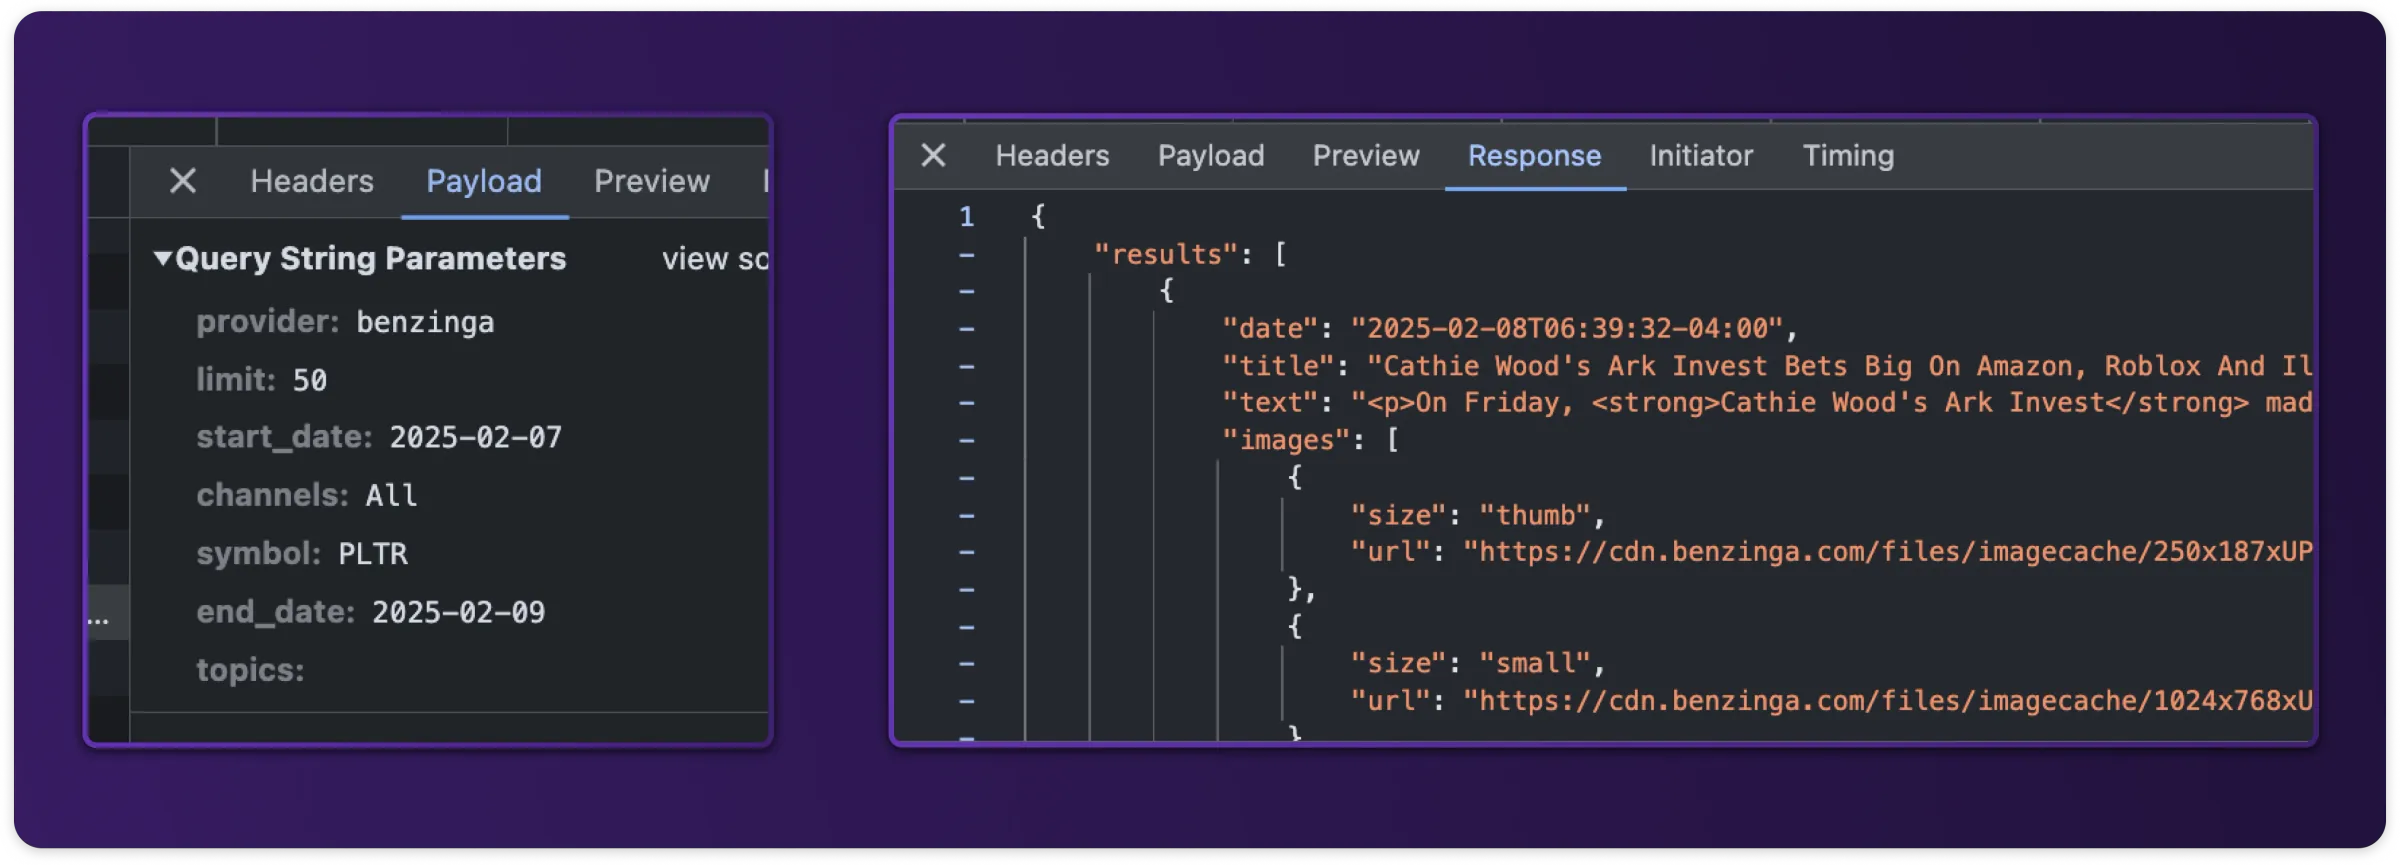 Headers Payload Preview
▼Query String Parameters view
provider: benzinga
limit: 50
start_date: 2025-02-07
channels: All
symbol: PLTR
end_date: 2025-02-09
topics:
...
Headers Payload Preview Response Initiator Timing
1 {
"results": [
{
"date": "2025-02-08T06:39:32-04:00",
"title": "Cathie Wood's Ark Invest Bets Big On Amazon, Roblox And Il
"text": "<p>On Friday, <strong>Cathie Wood's Ark Invest</strong> mad
"images": [
{
"size": "thumb",
"url": "https://cdn.benzinga.com/files/imagecache/250x187xUP
},
{
"size": "small",
"url": "https://cdn.benzinga.com/files/imagecache/1024x768xU
}